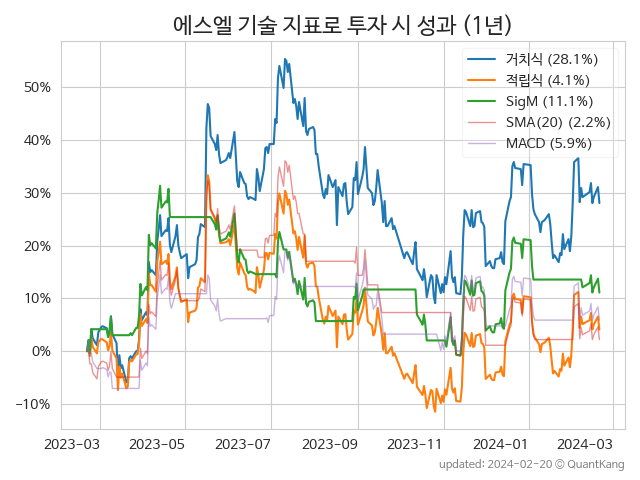 에스엘 기술 지표로 투자 시 성과 (1년)
거치식 (28.1%)
적립식 (4.1%)
SigM (11.1%)
SMA(20) (2.2%)
MACD (5.9%)
50%
40%
30%
20%
10%
0%
−10%
2023-03 2023-05 2023-07 2023-09 2023-11 2024-01 2024-03
updated: 2024-02-20 © QuantKang